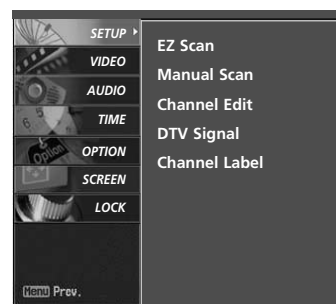 SETUP
VIDEO
AUDIO
TIME
OPTION
SCREEN
LOCK
Menu Prev.
EZ Scan
Manual Scan
Channel Edit
DTV Signal
Channel Label